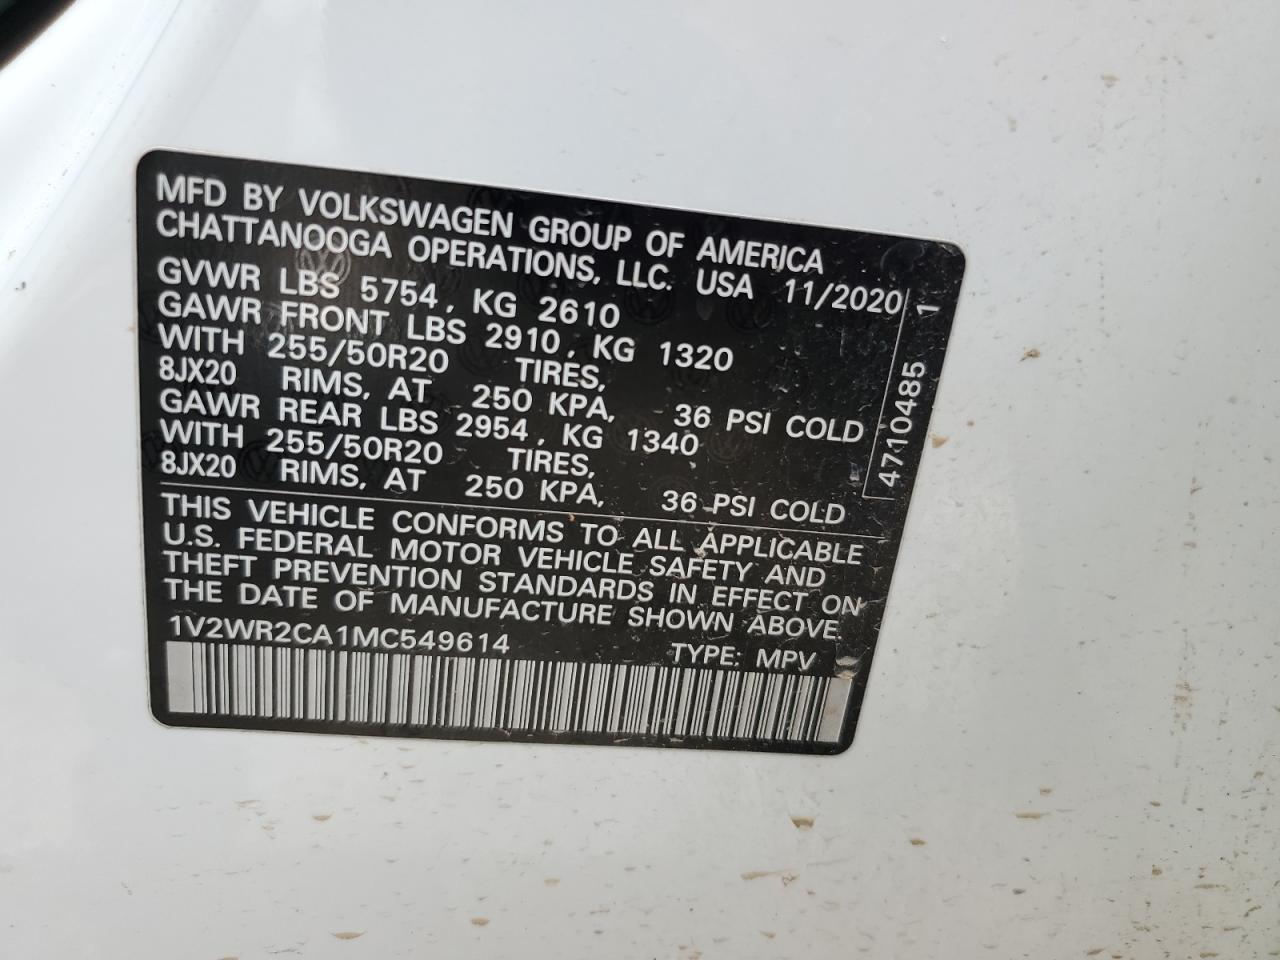 MFD BY VOLKSWAGEN GROUP OF AMERICA
CHATTANOOGA OPERATIONS, LLC. USA 11/2020
GVWR LBS 5754, KG 2610
GAWR FRONT LBS 2910, KG 1320
WITH 255/50R20 TIRES,
8JX20 RIMS, AT 250 KPA, 36 PSI COLD
GAWR REAR LBS 2954, KG 1340
WITH 255/50R20 TIRES,
8JX20 RIMS, AT 250 KPA, 36 PSI COLD
4710485 1
THIS VEHICLE CONFORMS TO ALL APPLICABLE
U.S. FEDERAL MOTOR VEHICLE SAFETY AND
THEFT PREVENTION STANDARDS IN EFFECT ON
THE DATE OF MANUFACTURE SHOWN ABOVE.
1V2WR2CA1MC549614 TYPE: MPV